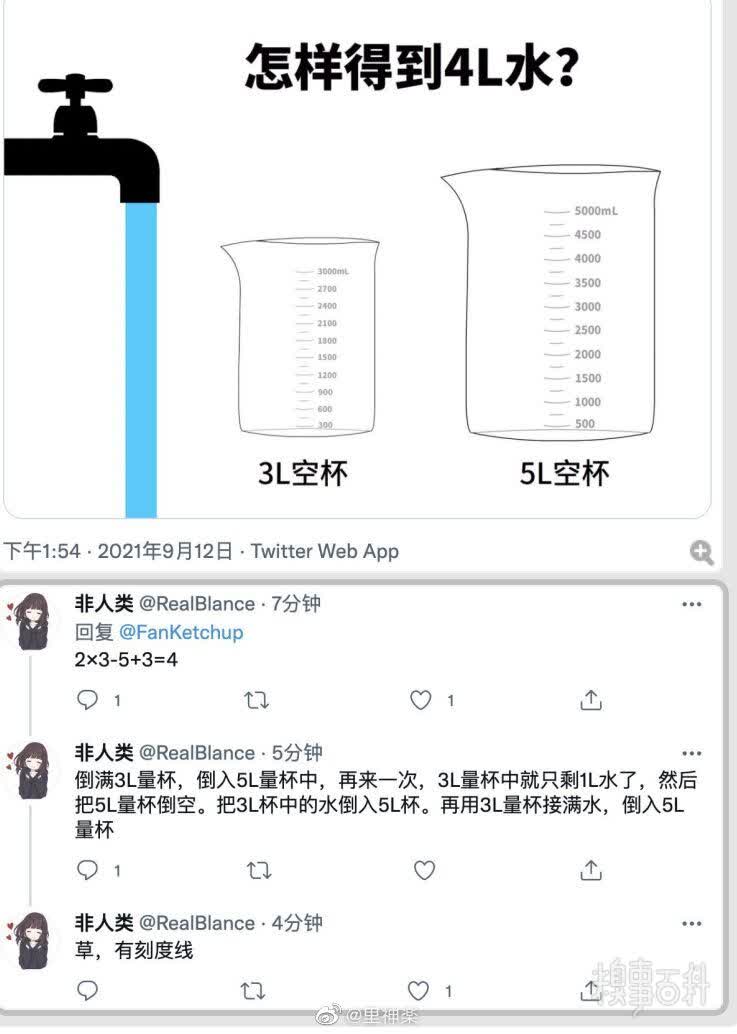 怎样得到4L水?
5000mL
4500
4000
3500
3000
2500
2000
1500
1000
500
3000mL
2700
2400
2100
1800
1500
1200
900
600
300
3L空杯
5L空杯
下午1:54 · 2021年9月12日 · Twitter Web App
非人类 @RealBlance · 7分钟
回复 @FanKetchup
2×3-5+3=4
1
1
非人类 @RealBlance · 5分钟
倒满3L量杯，倒入5L量杯中，再来一次，3L量杯中就只剩1L水了，然后
把5L量杯倒空。把3L杯中的水倒入5L杯。再用3L量杯接满水，倒入5L
量杯
1
非人类 @RealBlance · 4分钟
草，有刻度线
1
糗事百科
@里神楽